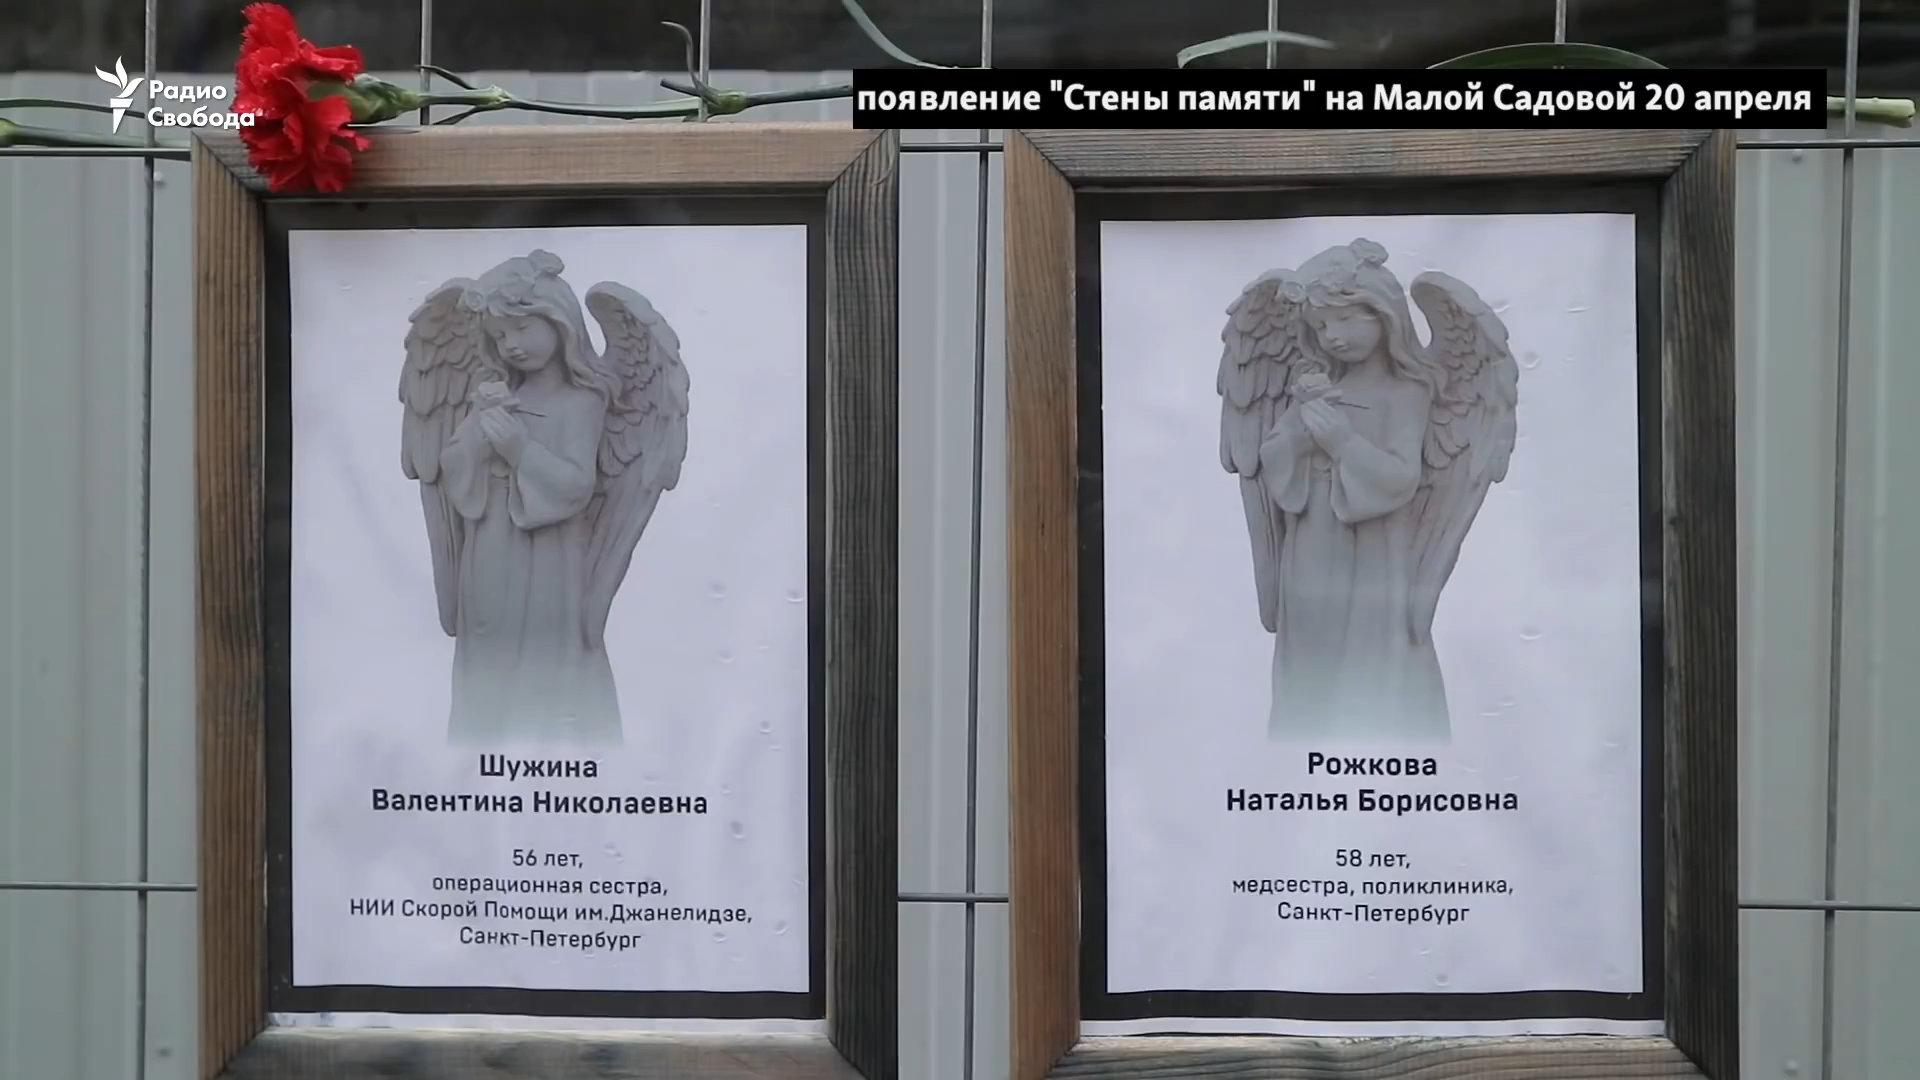 Радио
Свобода
появление "Стены памяти" на Малой Садовой 20 апреля
Шужина
Валентина Николаевна
56 лет,
операционная сестра,
НИИ Скорой Помощи им.Джанелидзе,
Санкт-Петербург
Рожкова
Наталья Борисовна
58 лет,
медсестра, поликлиника,
Санкт-Петербург